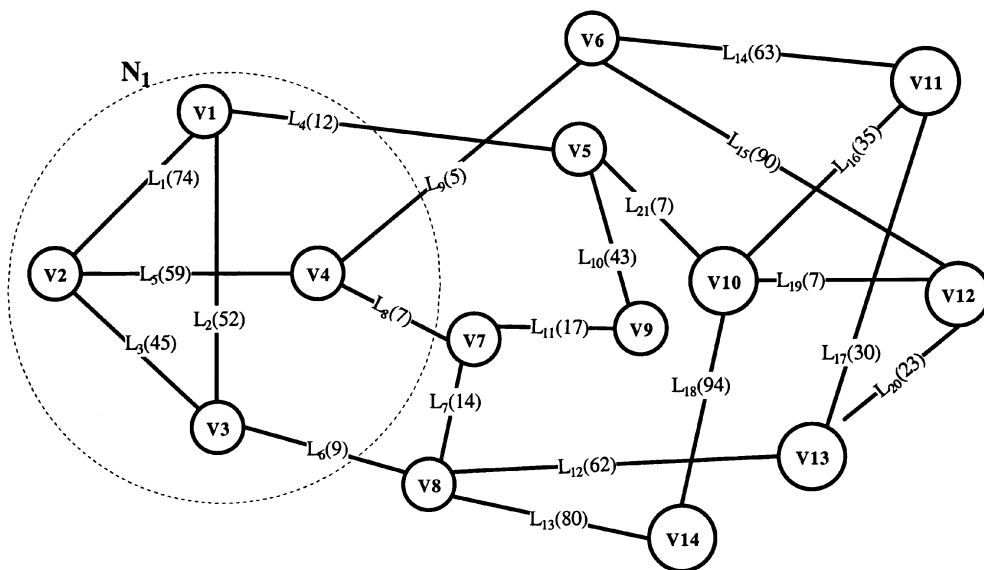 V6
L₁₄(63)
V11
N₁
V1
L₄(12)
V5
L₁₆(35)
L₁₅(90)
L₁(74)
L₉(5)
L₂₁(7)
L₁₀(43)
V2
L₅(59)
V4
V10
L₁₉(7)
V12
L₈(7)
L₂(52)
L₃(45)
V7
L₁₁(17)
V9
L₁₇(30)
L₂₀(23)
L₁₈(94)
L₇(14)
V3
L₆(9)
V8
L₁₂(62)
V13
L₁₃(80)
V14